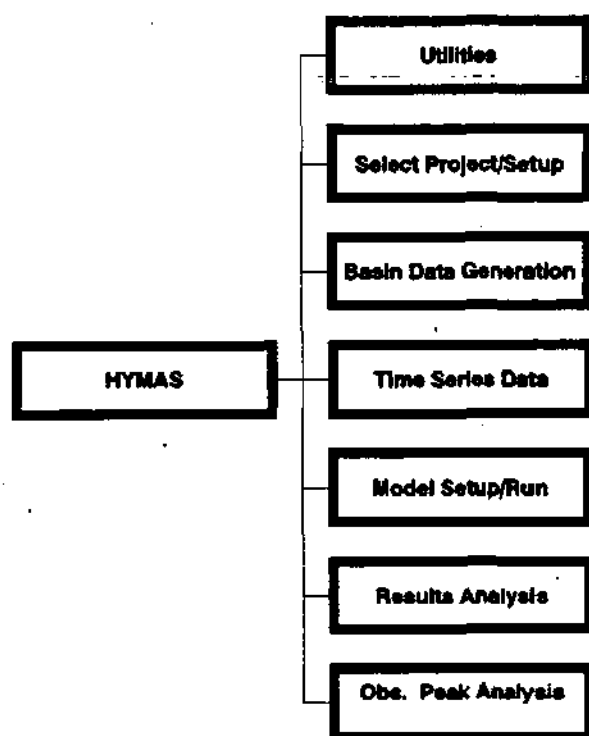 Utilities
Select Project/Setup
Basin Data Generation
HYMAS
Time Series Data
Model Setup/Run
Results Analysis
Obs. Peak Analysis